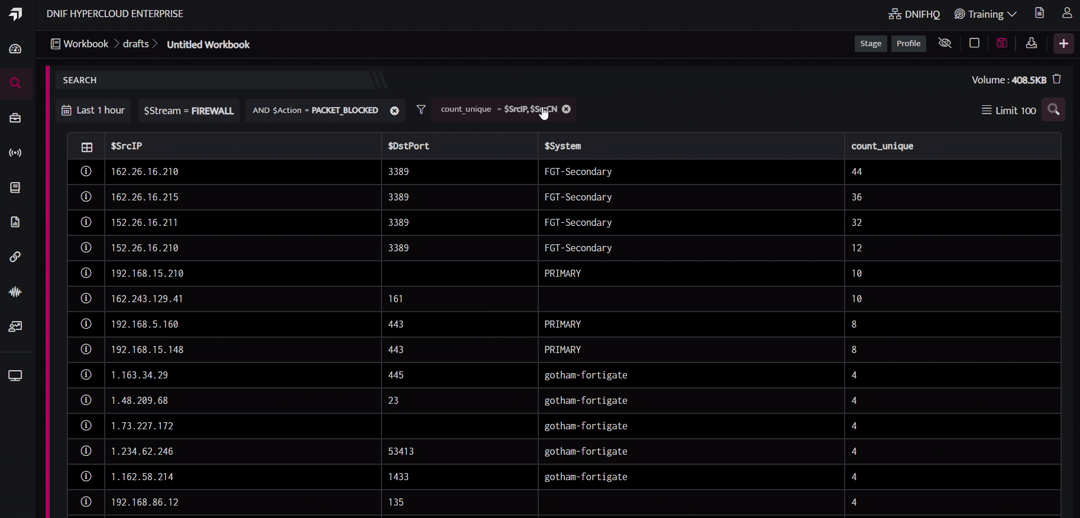 DNIF HYPERCLOUD ENTERPRISE
DNIFHQ Training
Workbook drafts Untitled Workbook
Stage Profile
SEARCH
Volume : 408.5KB
Last 1 hour $Stream = FIREWALL AND $Action = PACKET_BLOCKED count_unique = $SrcIP, CN Limit 100
$SrcIP $DstPort $System count_unique
162.26.16.210 3389 FGT-Secondary 44
162.26.16.215 3389 FGT-Secondary 36
152.26.16.211 3389 FGT-Secondary 32
152.26.16.210 3389 FGT-Secondary 12
192.168.15.210 PRIMARY 10
162.243.129.41 161 10
192.168.5.160 443 PRIMARY 8
192.168.15.148 443 PRIMARY 8
1.163.34.29 445 gotham-fortigate 4
1.48.209.68 23 gotham-fortigate 4
1.73.227.172 gotham-fortigate 4
1.234.62.246 53413 gotham-fortigate 4
1.162.58.214 1433 gotham-fortigate 4
192.168.86.12 135 4